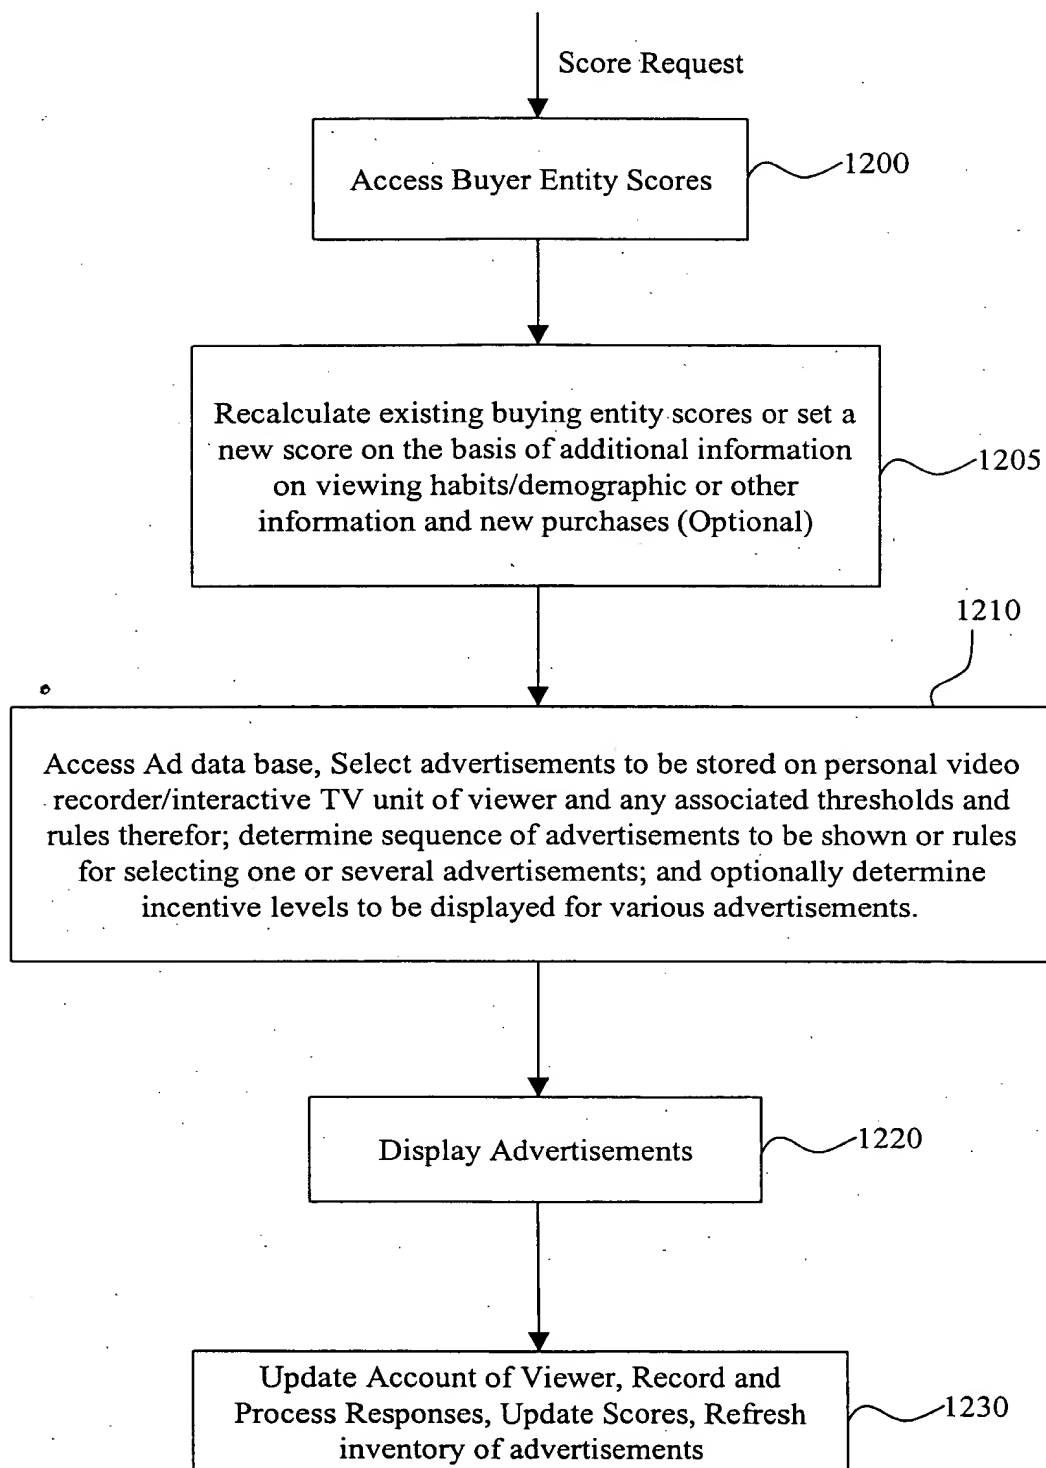 Score Request
Access Buyer Entity Scores
1200
Recalculate existing buying entity scores or set a
new score on the basis of additional information
on viewing habits/demographic or other
information and new purchases (Optional)
1205
1210
Access Ad data base, Select advertisements to be stored on personal video
recorder/interactive TV unit of viewer and any associated thresholds and
rules therefor; determine sequence of advertisements to be shown or rules
for selecting one or several advertisements; and optionally determine
incentive levels to be displayed for various advertisements.
Display Advertisements
1220
Update Account of Viewer, Record and
Process Responses, Update Scores, Refresh
inventory of advertisements
1230